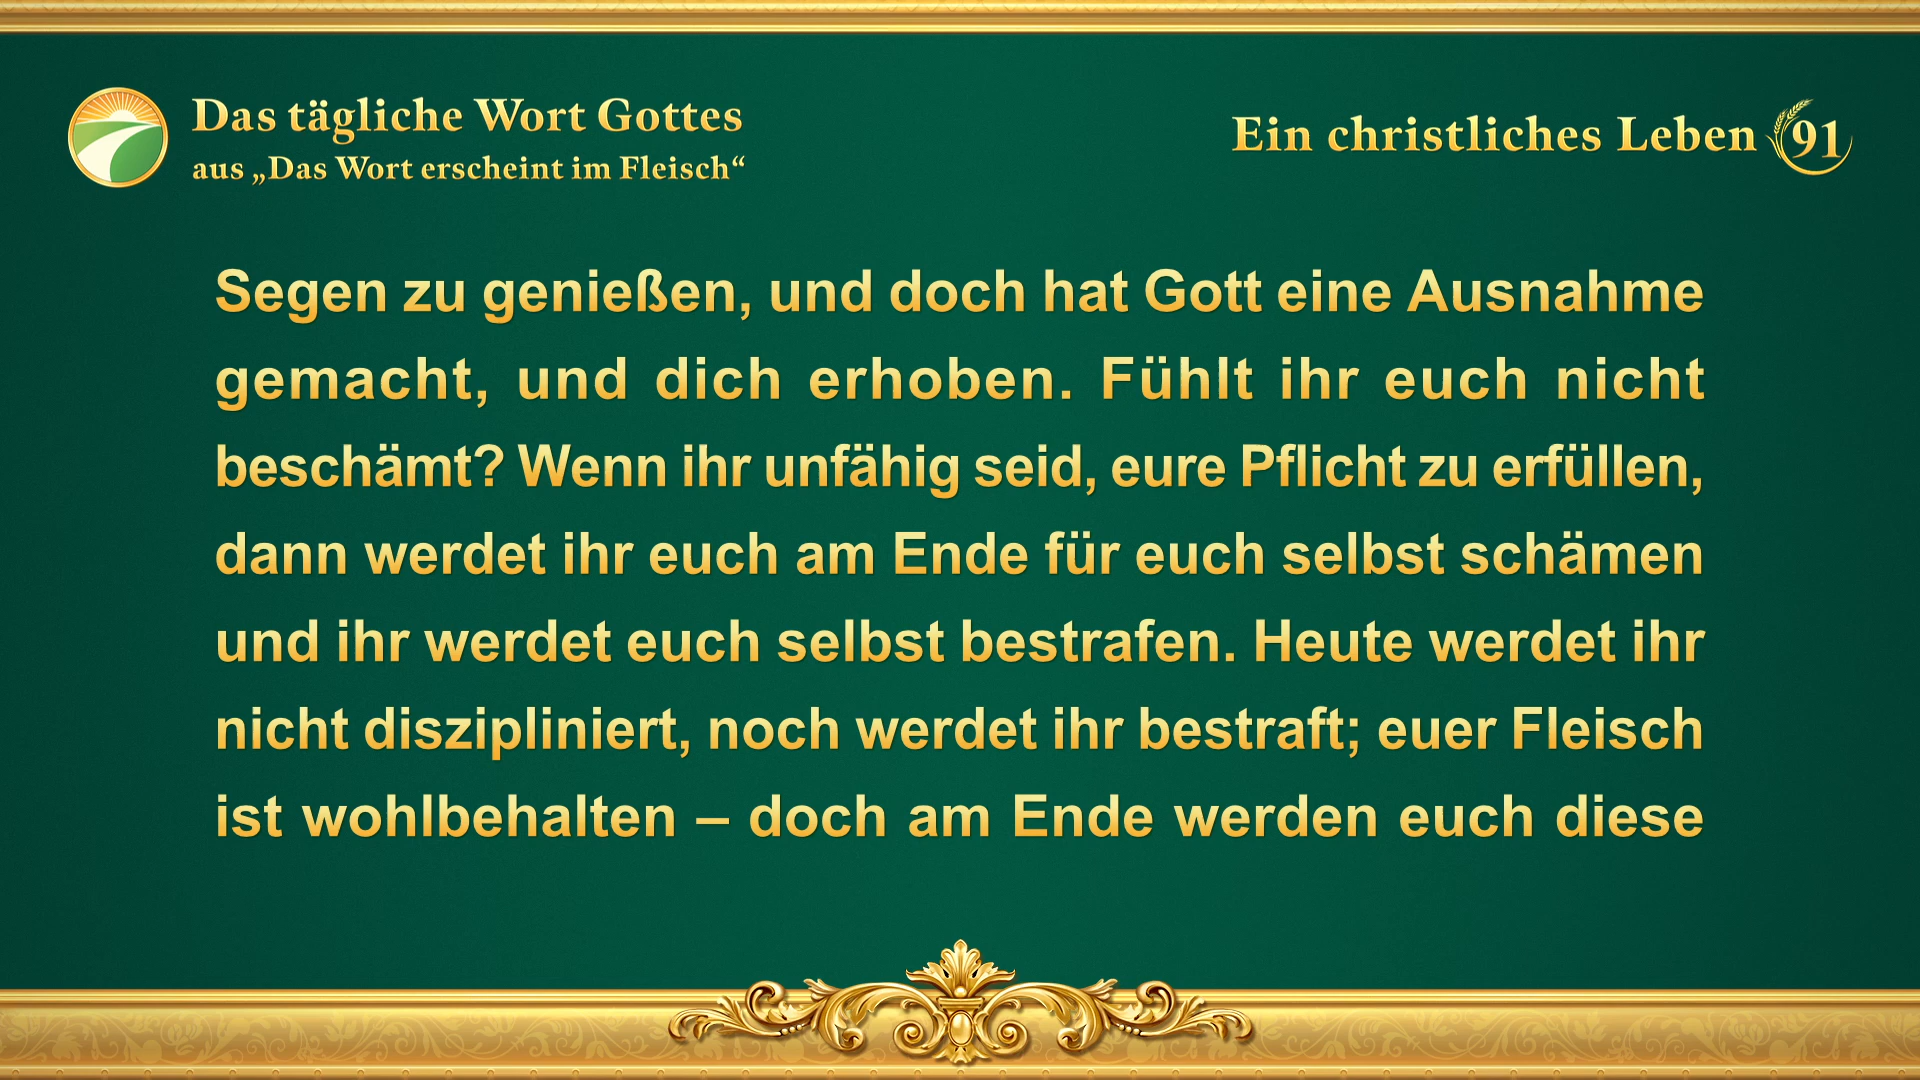 Das tägliche Wort Gottes
aus „Das Wort erscheint im Fleisch“
Ein christliches Leben 91
Segen zu genießen, und doch hat Gott eine Ausnahme
gemacht, und dich erhoben. Fühlt ihr euch nicht
beschämt? Wenn ihr unfähig seid, eure Pflicht zu erfüllen,
dann werdet ihr euch am Ende für euch selbst schämen
und ihr werdet euch selbst bestrafen. Heute werdet ihr
nicht diszipliniert, noch werdet ihr bestraft; euer Fleisch
ist wohlbehalten – doch am Ende werden euch diese